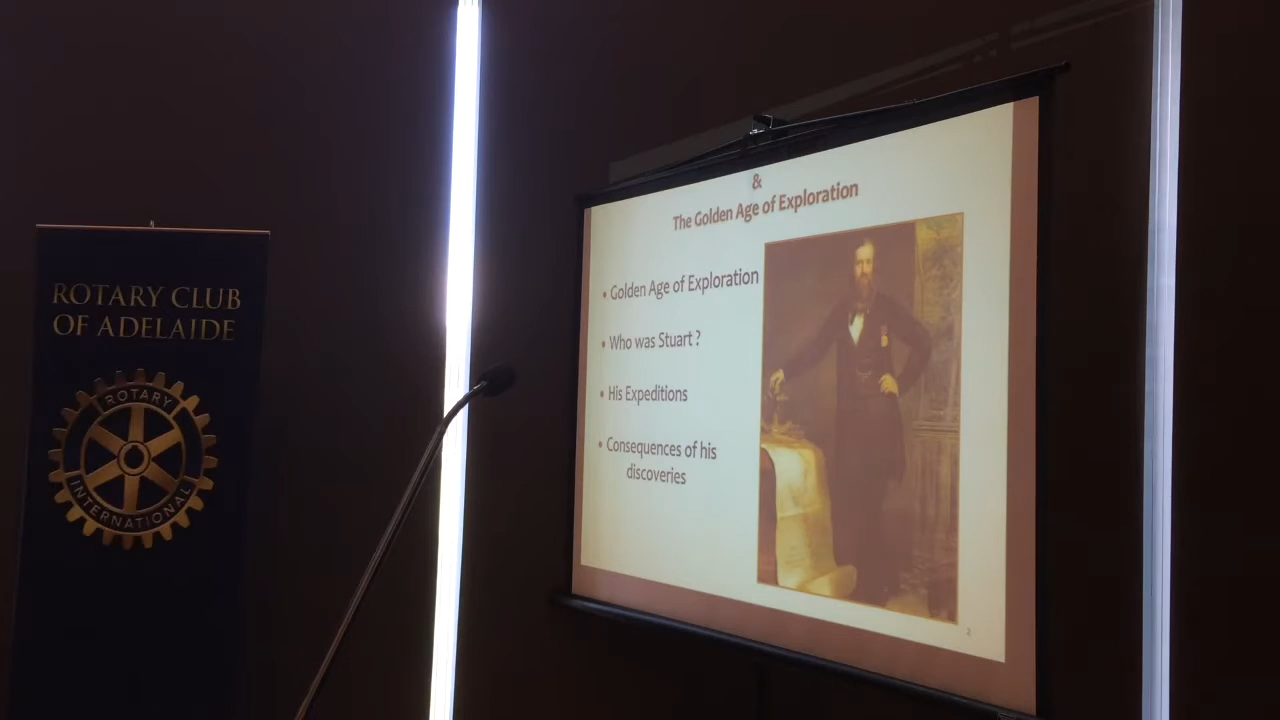 ROTARY CLUB
OF ADELAIDE
ROTARY
INTERNATIONAL
&
The Golden Age of Exploration
• Golden Age of Exploration
• Who was Stuart ?
• His Expeditions
• Consequences of his
discoveries
2